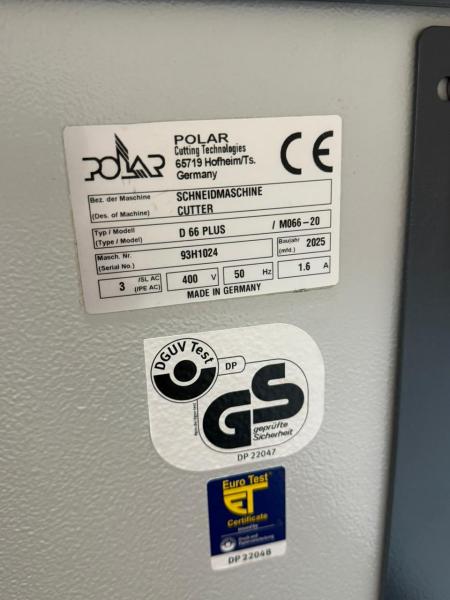 POLAR
POLAR
Cutting Technologies
65719 Hofheim/Ts.
Germany
CE
Bez. der Maschine
(Des. of Machine)
SCHNEIDMASCHINE
CUTTER
Typ / Modell
(Type / Model)
D 66 PLUS / M066-20
Masch. Nr.
(Serial No.)
93H1024
Baujahr
(mfd.)
2025
3 /SL AC
(/PE AC)
400 V
50 Hz
1.6 A
MADE IN GERMANY
DGUV Test
DP
GS
geprüfte
Sicherheit
DP 22047
Euro Test
ET
Certificate
DP 22048